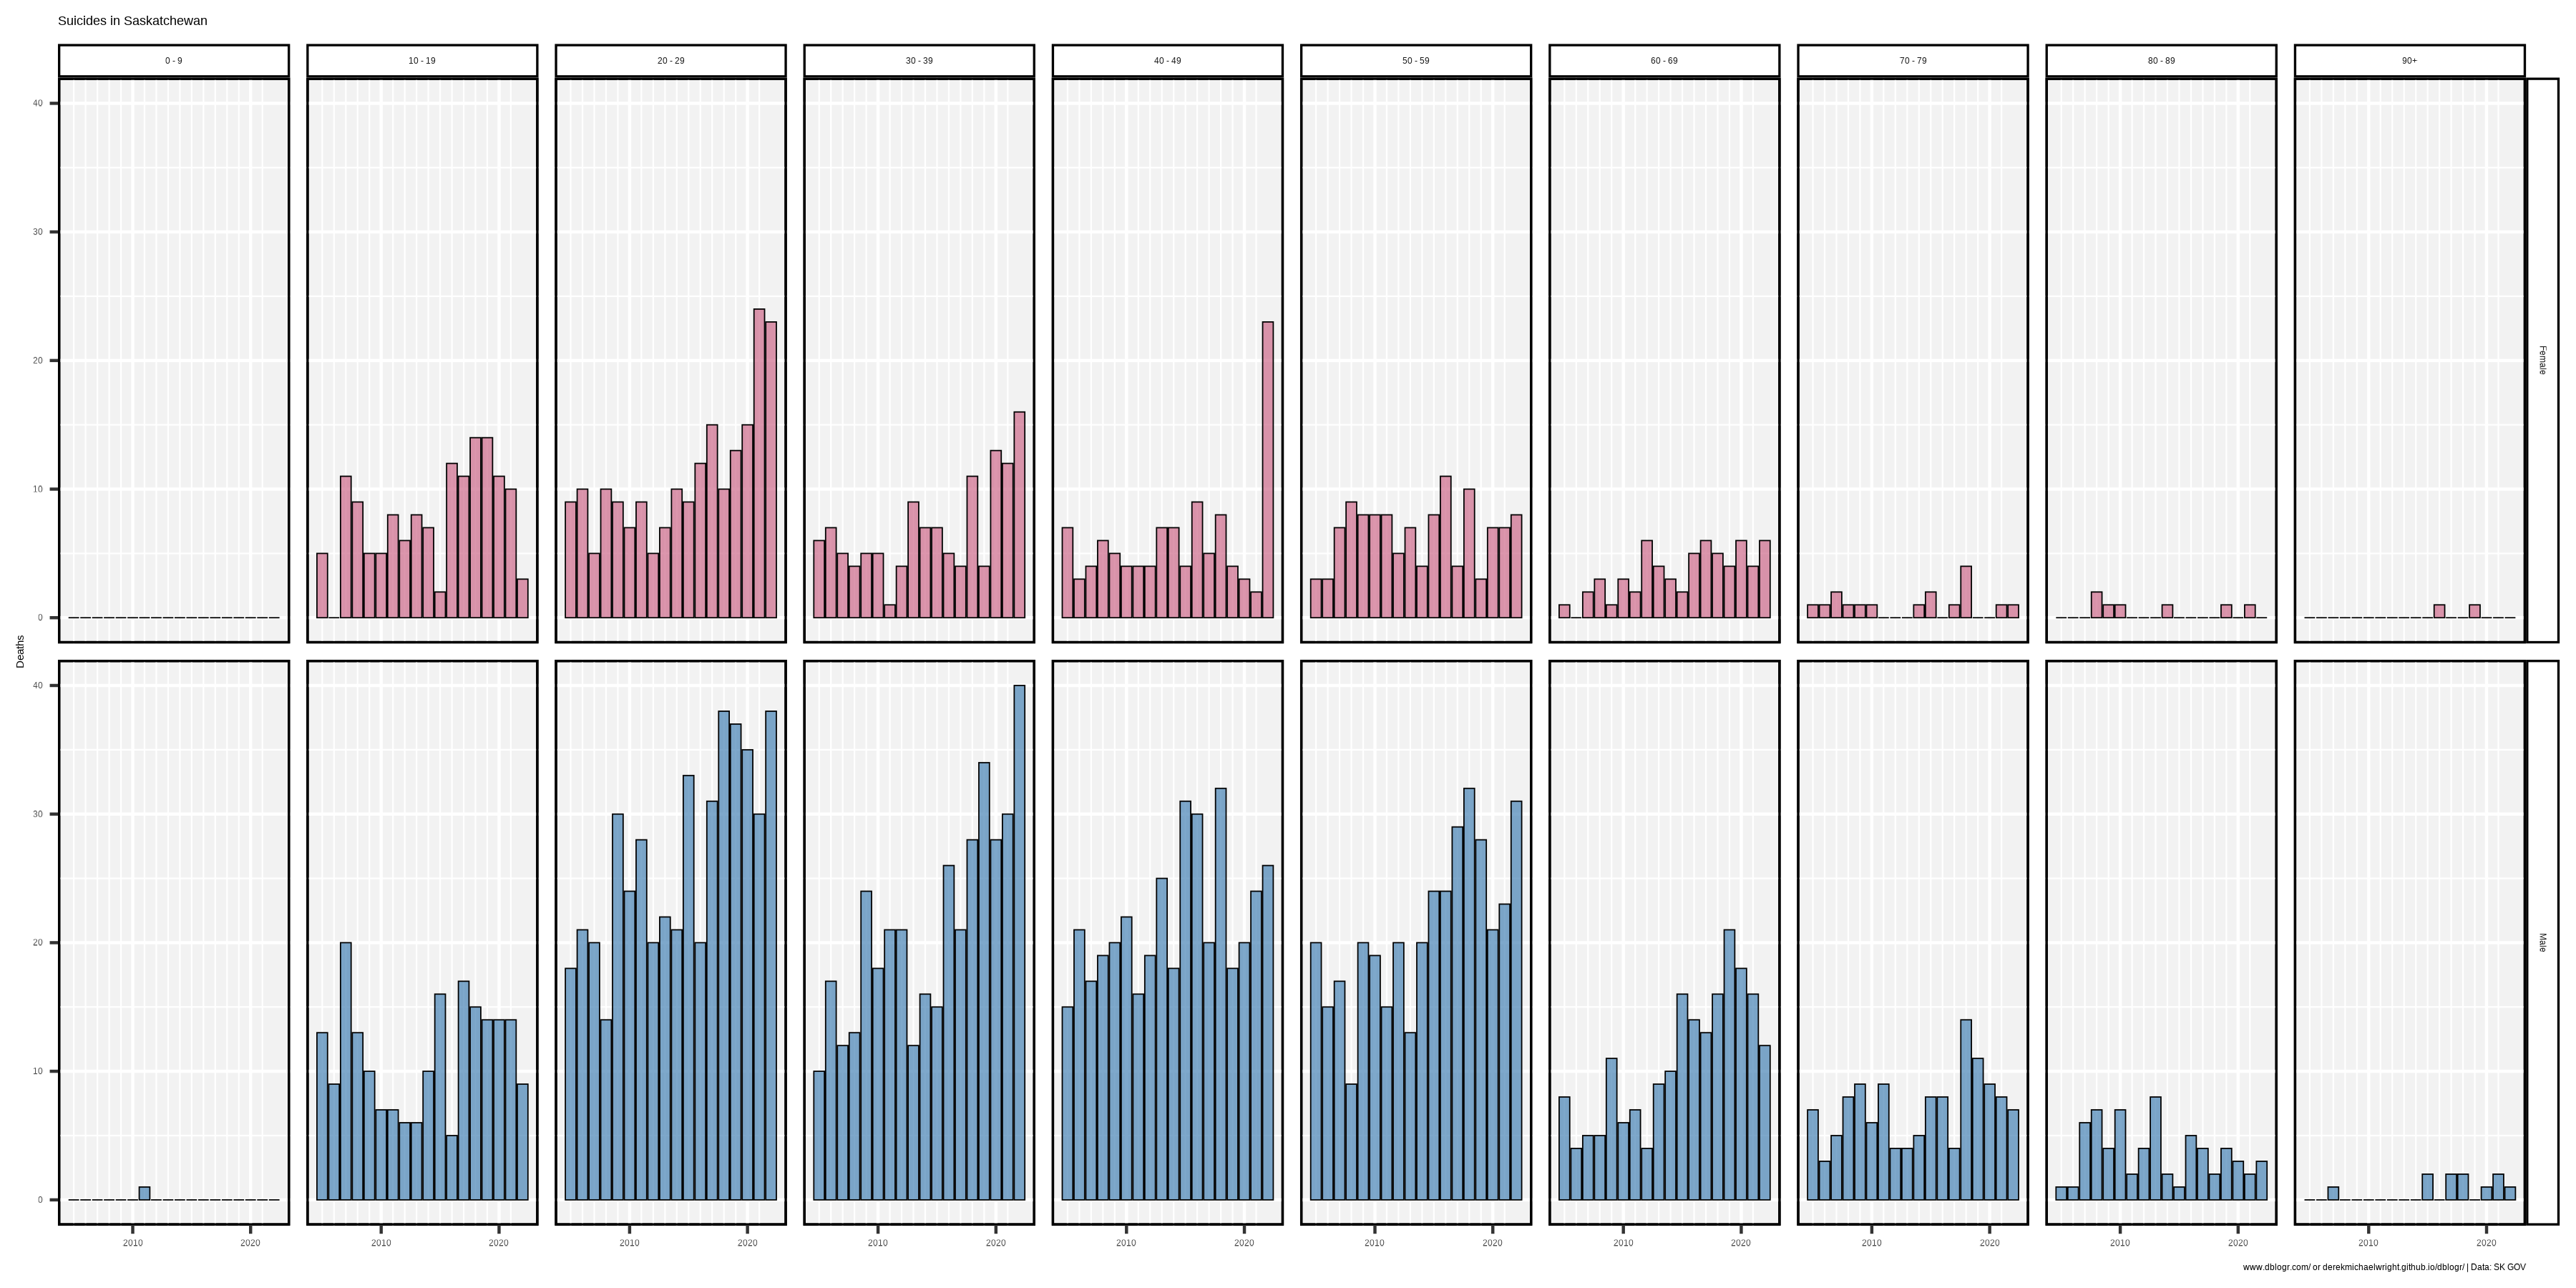 Suicides in Saskatchewan
0 - 9 10 - 19 20 - 29 30 - 39 40 - 49 50 - 59 60 - 69 70 - 79 80 - 89 90+
40
30
20
10
0
Female
Deaths
40
30
20
10
0
Male
2010 2020 2010 2020 2010 2020 2010 2020 2010 2020 2010 2020 2010 2020 2010 2020 2010 2020 2010 2020
www.dblogr.com/ or derekmichaelwright.github.io/dblogr/ | Data: SK GOV